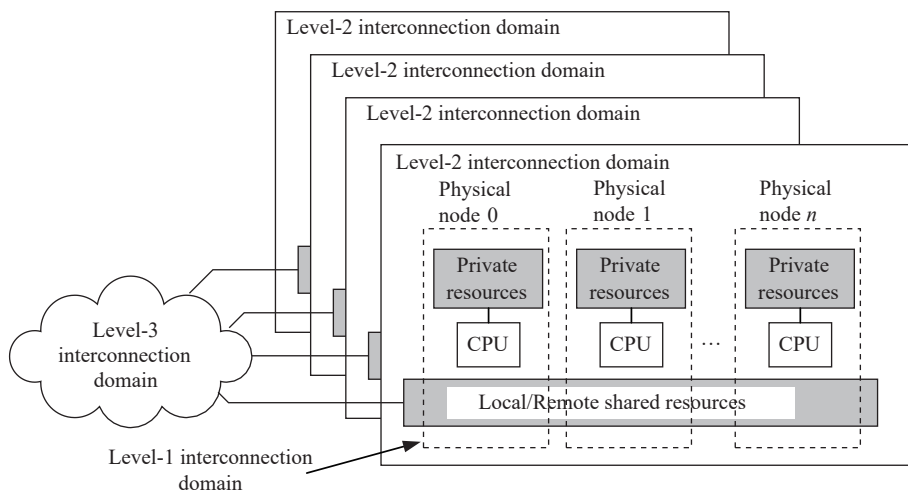 Level-2 interconnection domain
Level-2 interconnection domain
Level-2 interconnection domain
Level-2 interconnection domain
Physical
node 0
Physical
node 1
Physical
node n
Private
resources
Private
resources
Private
resources
CPU
CPU
...
CPU
Level-3
interconnection
domain
Local/Remote shared resources
Level-1 interconnection
domain